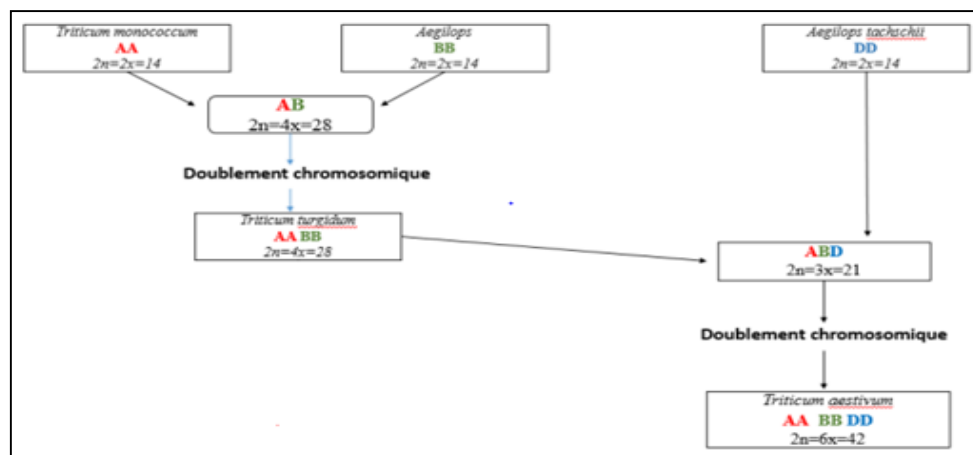 Triticum monococcum
AA
2n=2x=14
Aegilops
BB
2n=2x=14
Aegilops tachschii
DD
2n=2x=14
AB
2n=4x=28
Doublement chromosomique
Triticum turgidum
AA BB
2n=4x=28
ABD
2n=3x=21
Doublement chromosomique
Triticum aestivum
AA BB DD
2n=6x=42